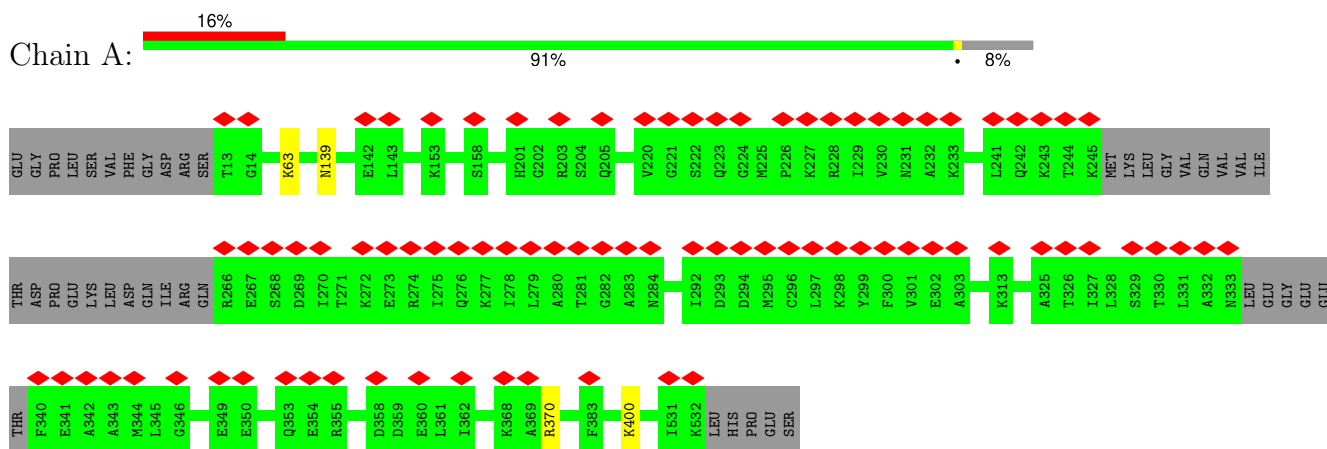 16%
Chain A:
91%
•
8%
GLU GLY PRO LEU SER VAL PHE GLY ASP ARG SER T13 G14 K63 N139 E142 L143 K153 S158 H201 G202 R203 S204 Q205 V220 G221 S222 Q223 G224 M225 P226 K227 R228 I229 V230 N231 A232 K233 L241 Q242 K243 T244 K245 MET LYS LEU GLY VAL GLN VAL VAL ILE
THR ASP PRO GLU LYS LEU ASP GLN ILE ARG GLN R266 E267 S268 D269 I270 T271 K272 E273 R274 I275 Q276 K277 I278 L279 A280 T281 G282 A283 N284 I292 D293 D294 M295 C296 L297 K298 Y299 F300 V301 E302 A303 K313 A325 T326 I327 L328 S329 T330 L331 A332 N333 LEU GLU GLY GLU GLU
THR F340 E341 A342 A343 M344 L345 G346 E349 E350 Q353 E354 R355 D358 D359 E360 L361 I362 K368 A369 R370 F383 K400 I531 K532 LEU HIS PRO GLU SER